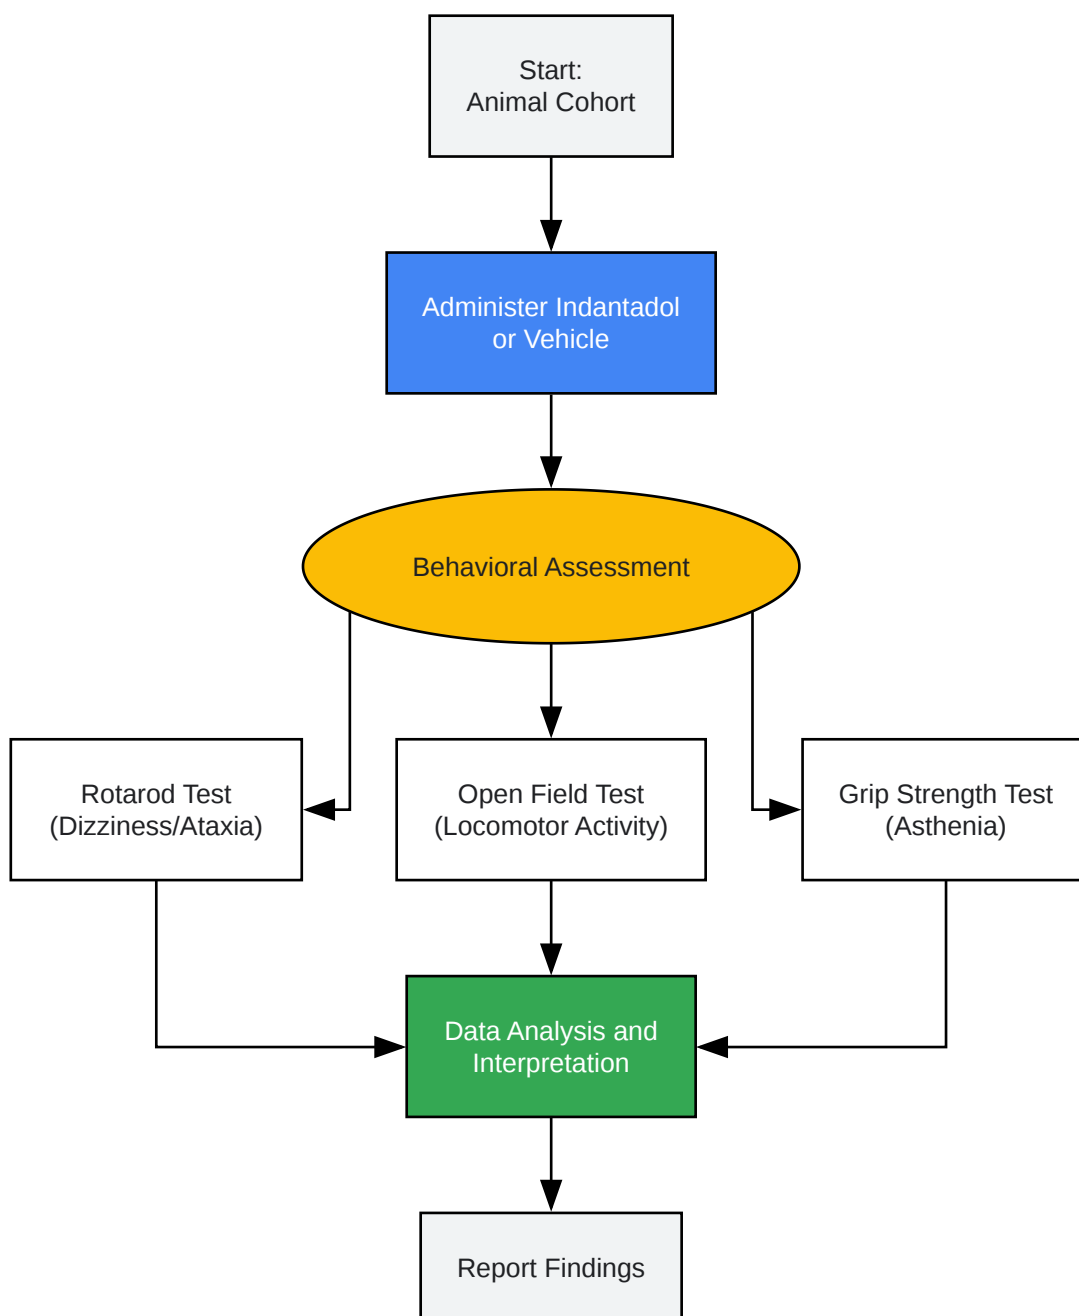 Start:
Animal Cohort
Administer Indantadol
or Vehicle
Behavioral Assessment
Rotarod Test
(Dizziness/Ataxia)
Open Field Test
(Locomotor Activity)
Grip Strength Test
(Asthenia)
Data Analysis and
Interpretation
Report Findings